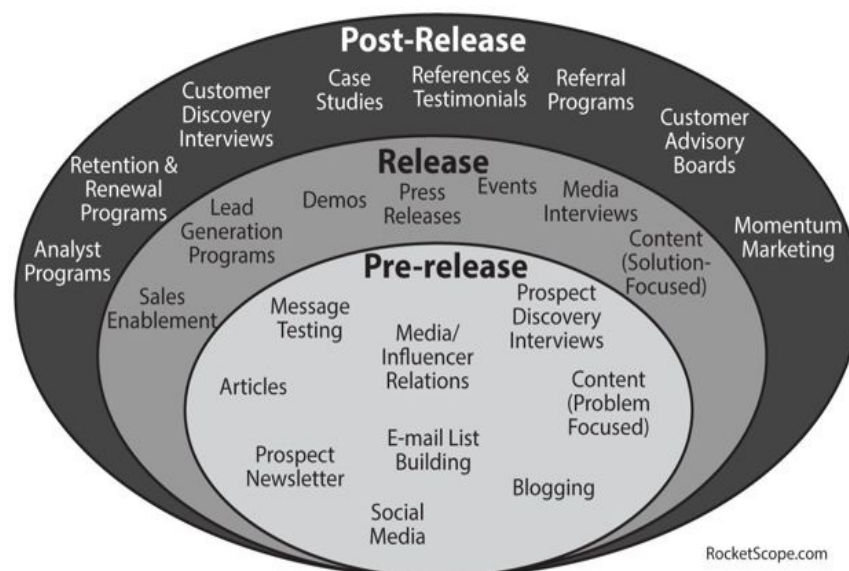 Post-Release
Customer
Discovery
Interviews
Case
Studies
References &
Testimonials
Referral
Programs
Customer
Advisory
Boards
Retention &
Renewal
Programs
Analyst
Programs
Momentum
Marketing
Release
Lead
Generation
Programs
Demos
Press
Releases
Events
Media
Interviews
Content
(Solution-
Focused)
Sales
Enablement
Pre-release
Message
Testing
Media/
Influencer
Relations
Prospect
Discovery
Interviews
Articles
Content
(Problem
Focused)
Prospect
Newsletter
E-mail List
Building
Blogging
Social
Media
RocketScope.com